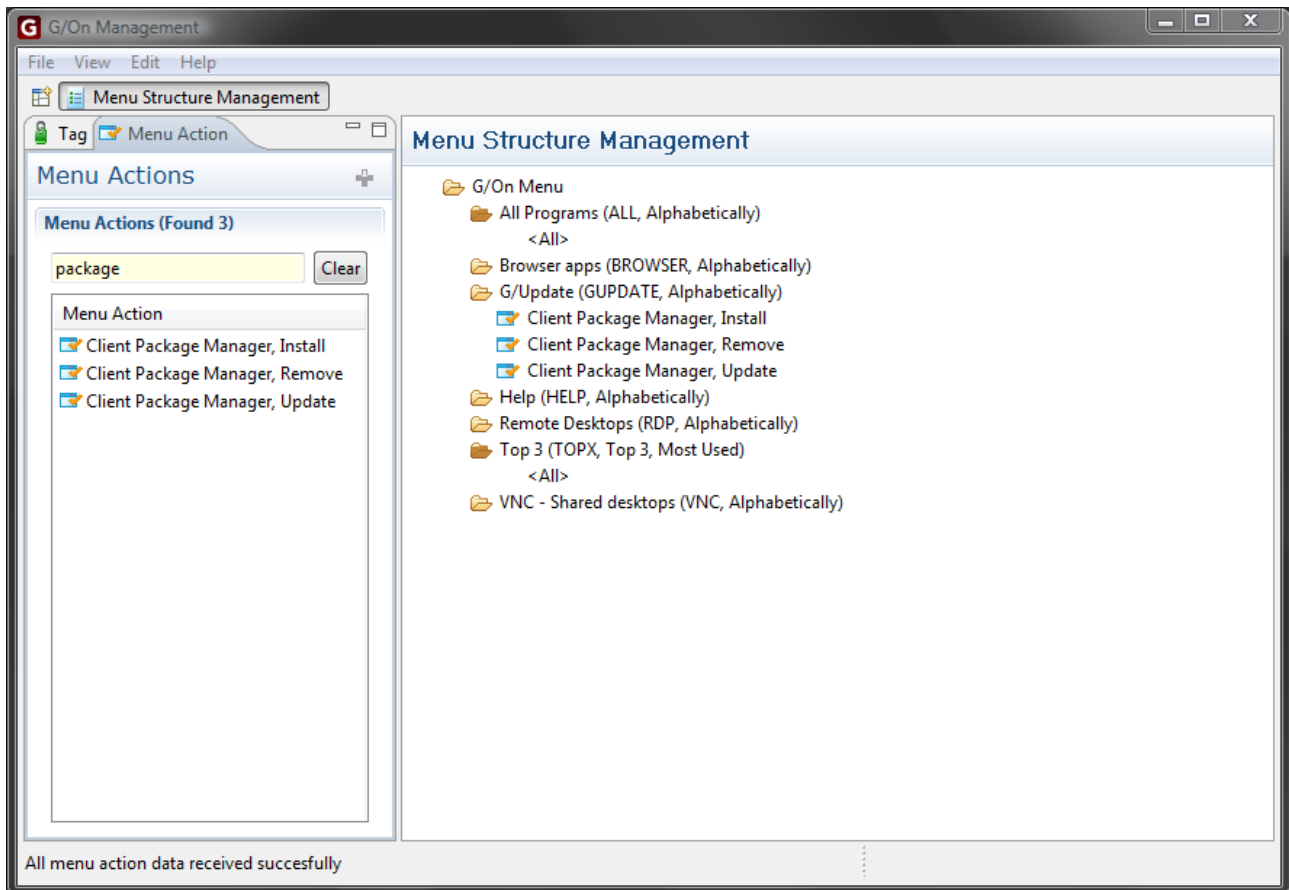 G G/On Management
File View Edit Help
Menu Structure Management
Tag Menu Action
Menu Actions
Menu Actions (Found 3)
package Clear
Menu Action
Client Package Manager, Install
Client Package Manager, Remove
Client Package Manager, Update
Menu Structure Management
G/On Menu
All Programs (ALL, Alphabetically)
<All>
Browser apps (BROWSER, Alphabetically)
G/Update (GUPDATE, Alphabetically)
Client Package Manager, Install
Client Package Manager, Remove
Client Package Manager, Update
Help (HELP, Alphabetically)
Remote Desktops (RDP, Alphabetically)
Top 3 (TOPX, Top 3, Most Used)
<All>
VNC - Shared desktops (VNC, Alphabetically)
All menu action data received succesfully